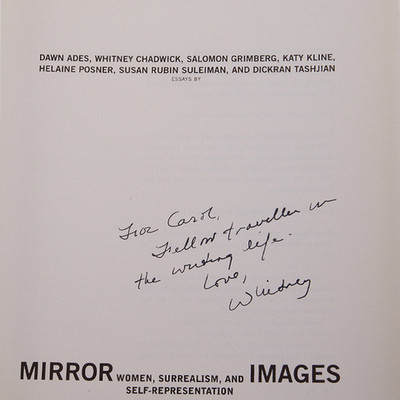 DAWN ADES, WHITNEY CHADWICK, SALOMON GRIMBERG, KATY KLINE,
HELAINE POSNER, SUSAN RUBIN SULEIMAN, AND DICKRAN TASHJIAN
ESSAYS BY
For Carol,
Fellow traveller in
the writing life.
Love,
Whitney
MIRROR WOMEN, SURREALISM, AND IMAGES
SELF-REPRESENTATION